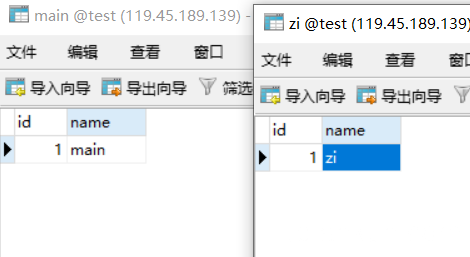 main @test (119.45.189.139) -
文件 编辑 查看 窗口
导入向导 导出向导 筛选
id name
1 main
zi @test (119.45.189.139)
文件 编辑 查看 窗口
导入向导 导出向导
id name
1 zi